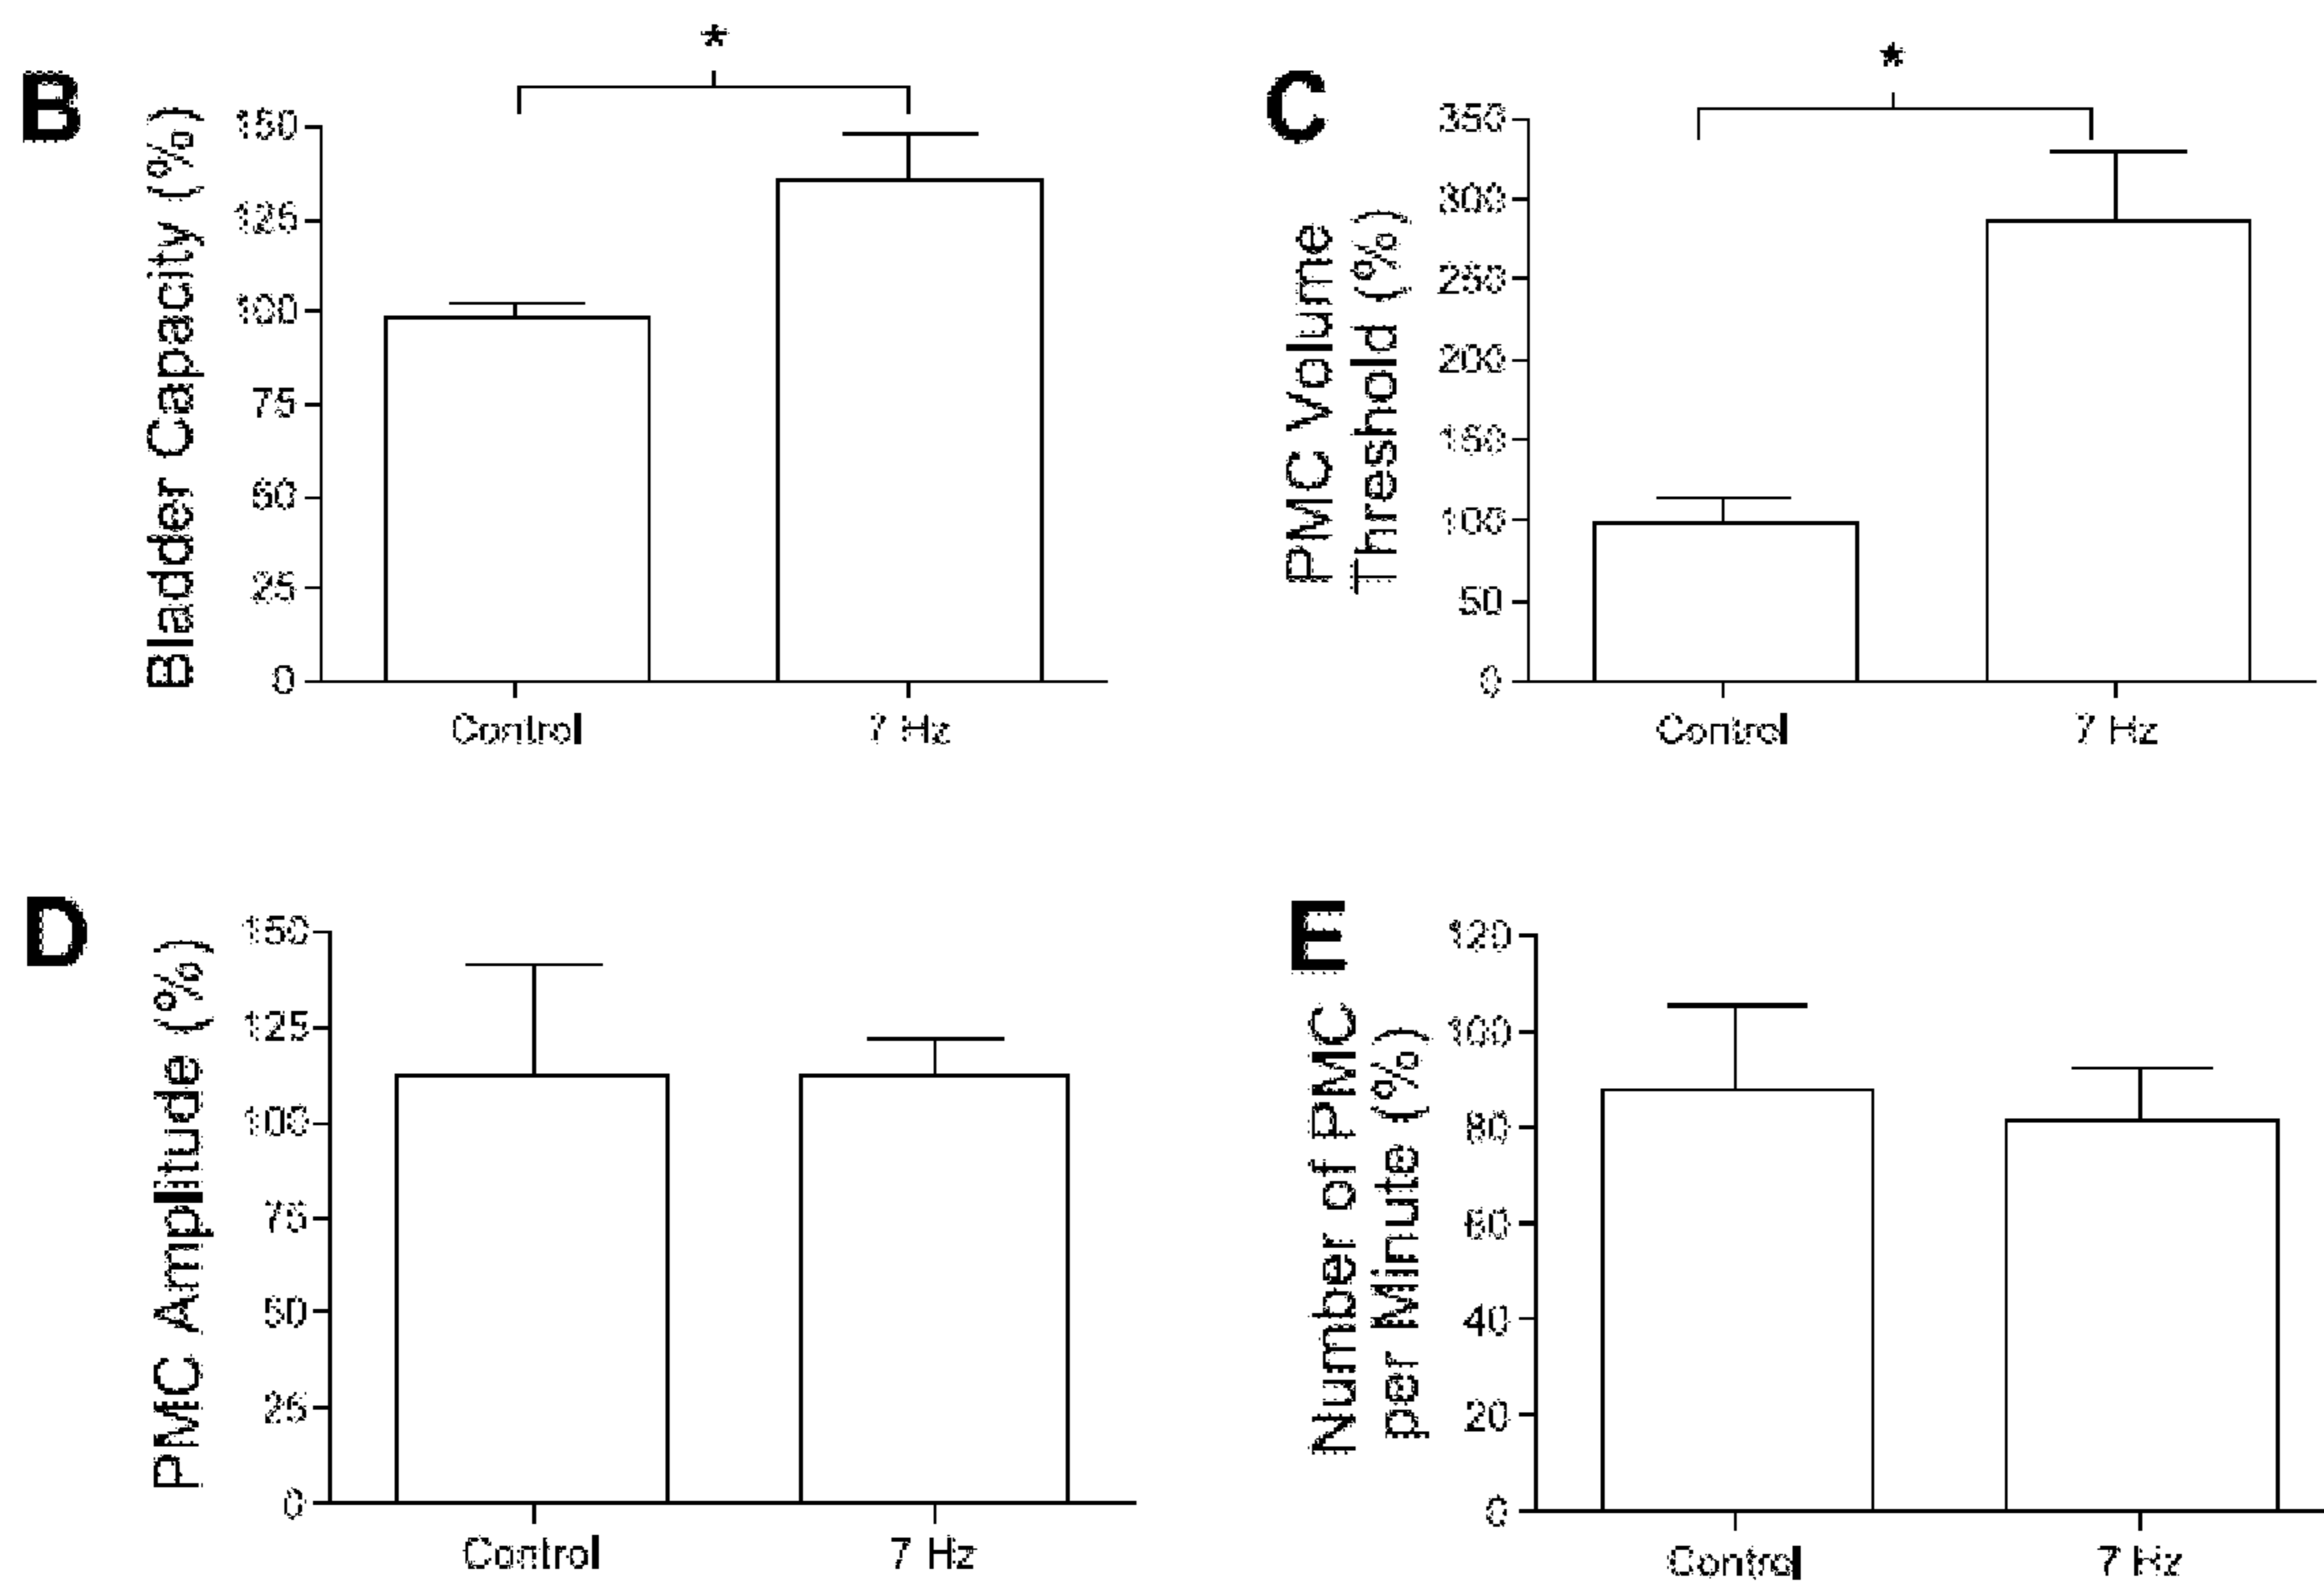 B
*
Bladder Capacity (%)
150
125
100
75
50
25
0
Control
7 Hz
C
*
PMC Volume
Threshold (%)
350
300
250
200
150
100
50
0
Control
7 Hz
D
PMC Amplitude (%)
150
125
100
75
50
25
0
Control
7 Hz
E
Number of PMC
per Minute (%)
120
100
80
60
40
20
0
Control
7 Hz